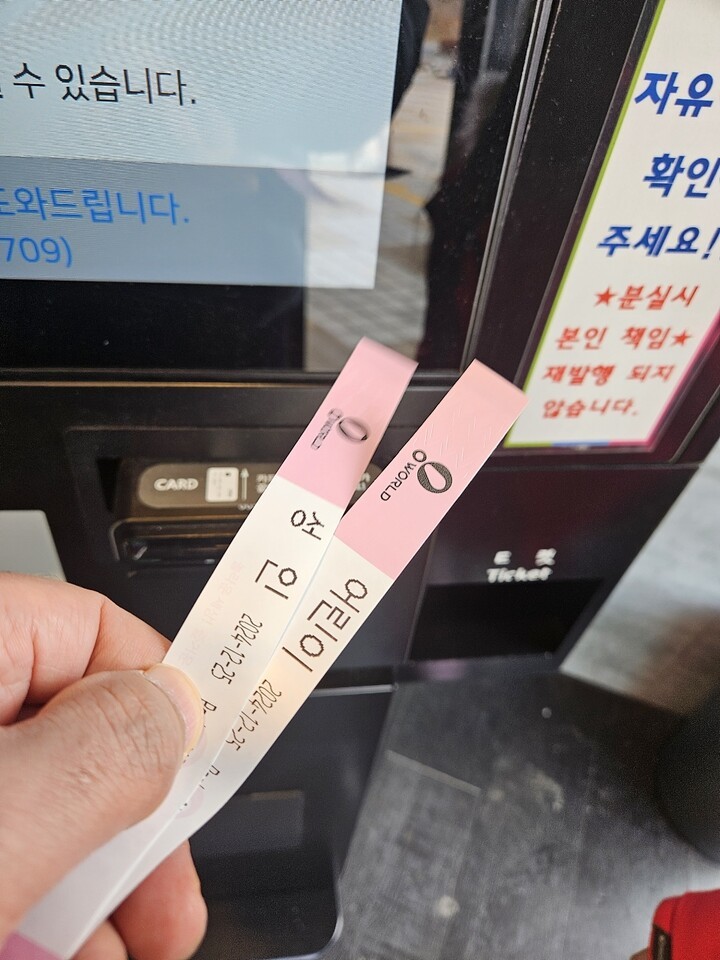 수 있습니다.
도와드립니다.
709)
자유
확인
주세요!
★분실시
본인 책임★
재발행 되지
않습니다.
CARD
티 켓
Ticket
O WORLD
성인
2024-12-25
O WORLD
어린이
2024-12-25